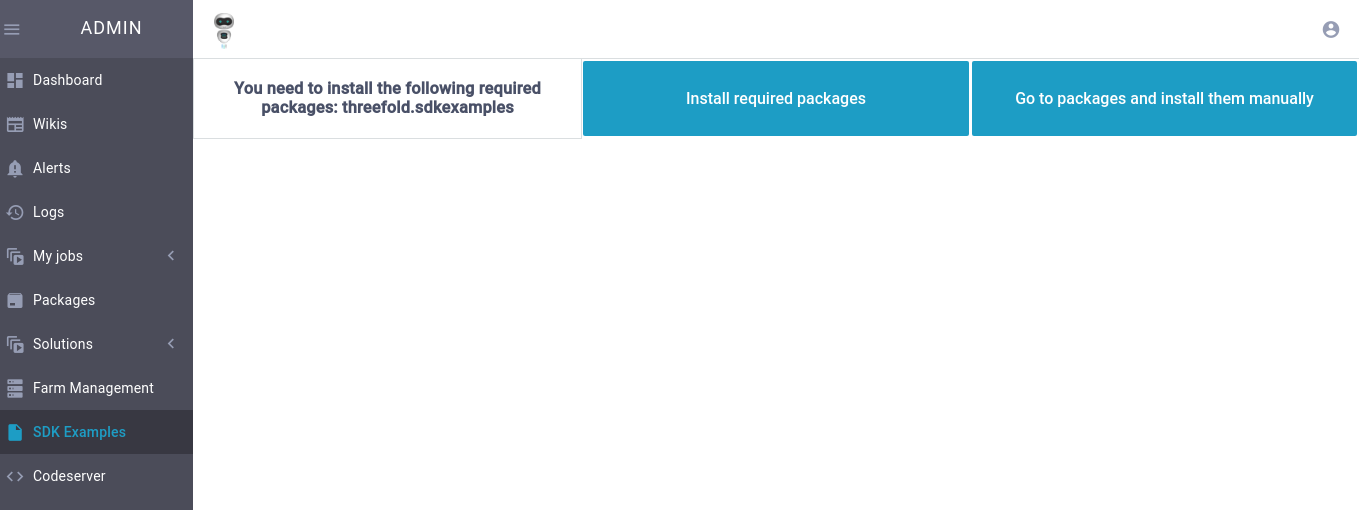 ADMIN
Dashboard
Wikis
Alerts
Logs
My jobs
Packages
Solutions
Farm Management
SDK Examples
Codeserver
You need to install the following required
packages: threefold.sdkexamples
Install required packages
Go to packages and install them manually